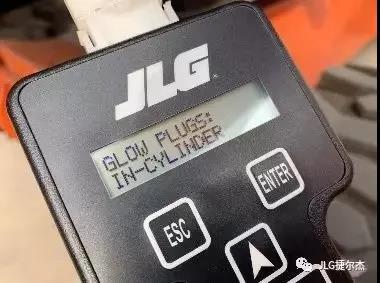 JLG
GLOW PLUGS:
IN-CYLINDER
ENTER
ESC
JLG捷尔杰